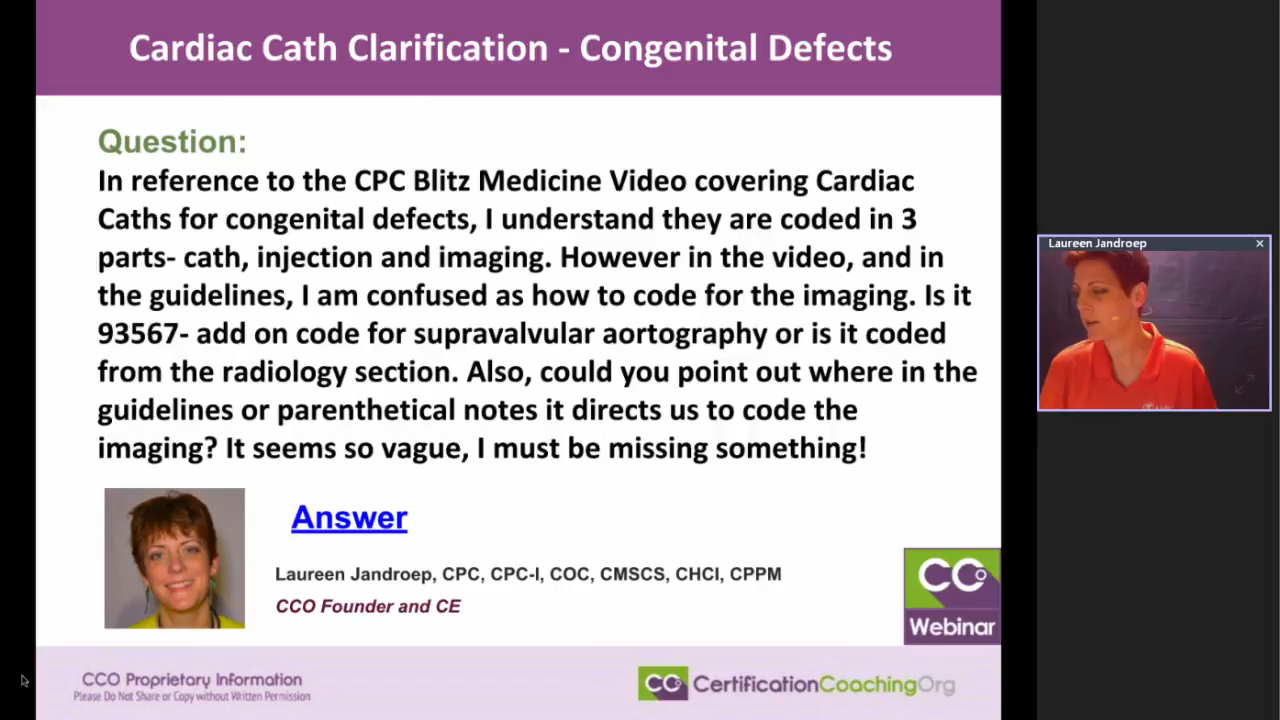 Cardiac Cath Clarification - Congenital Defects
Question:
In reference to the CPC Blitz Medicine Video covering Cardiac
Caths for congenital defects, I understand they are coded in 3
parts- cath, injection and imaging. However in the video, and in
the guidelines, I am confused as how to code for the imaging. Is it
93567- add on code for supravalvular aortography or is it coded
from the radiology section. Also, could you point out where in the
guidelines or parenthetical notes it directs us to code the
imaging? It seems so vague, I must be missing something!
Answer
Laureen Jandroep, CPC, CPC-I, COC, CMSCS, CHCI, CPPM
CCO Founder and CE
CCO
Webinar
CCO Proprietary Information
Please Do Not Share or Copy without Written Permission
CCO CertificationCoachingOrg
Laureen Jandroep